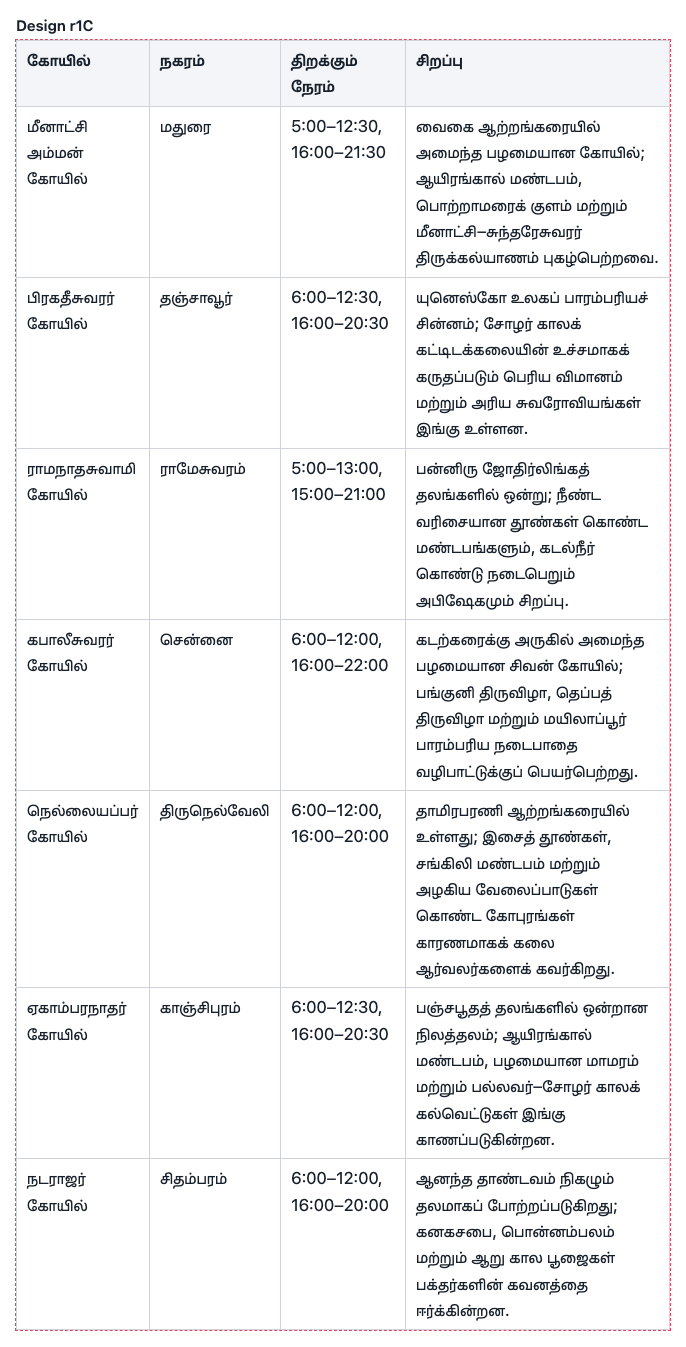 Design r1C
கோயில்
நகரம்
திறக்கும்
நேரம்
சிறப்பு
மீனாட்சி
அம்மன்
கோயில்
மதுரை
5:00–12:30,
16:00–21:30
வைகை ஆற்றங்கரையில்
அமைந்த பழமையான கோயில்;
ஆயிரங்கால் மண்டபம்,
பொற்றாமரைக் குளம் மற்றும்
மீனாட்சி–சுந்தரேசுவரர்
திருக்கல்யாணம் புகழ்பெற்றவை.
பிரகதீசுவரர்
கோயில்
தஞ்சாவூர்
6:00–12:30,
16:00–20:30
யுனெஸ்கோ உலகப் பாரம்பரியச்
சின்னம்; சோழர் காலக்
கட்டிடக்கலையின் உச்சமாகக்
கருதப்படும் பெரிய விமானம்
மற்றும் அரிய சுவரோவியங்கள்
இங்கு உள்ளன.
ராமநாதசுவாமி
கோயில்
ராமேசுவரம்
5:00–13:00,
15:00–21:00
பன்னிரு ஜோதிர்லிங்கத்
தலங்களில் ஒன்று; நீண்ட
வரிசையான தூண்கள் கொண்ட
மண்டபங்களும், கடல்நீர்
கொண்டு நடைபெறும்
அபிஷேகமும் சிறப்பு.
கபாலீசுவரர்
கோயில்
சென்னை
6:00–12:00,
16:00–22:00
கடற்கரைக்கு அருகில் அமைந்த
பழமையான சிவன் கோயில்;
பங்குனி திருவிழா, தெப்பத்
திருவிழா மற்றும் மயிலாப்பூர்
பாரம்பரிய நடைபாதை
வழிபாட்டுக்குப் பெயர்பெற்றது.
நெல்லையப்பர்
கோயில்
திருநெல்வேலி
6:00–12:00,
16:00–20:00
தாமிரபரணி ஆற்றங்கரையில்
உள்ளது; இசைத் தூண்கள்,
சங்கிலி மண்டபம் மற்றும்
அழகிய வேலைப்பாடுகள்
கொண்ட கோபுரங்கள்
காரணமாகக் கலை
ஆர்வலர்களைக் கவர்கிறது.
ஏகாம்பரநாதர்
கோயில்
காஞ்சிபுரம்
6:00–12:30,
16:00–20:30
பஞ்சபூதத் தலங்களில் ஒன்றான
நிலத்தலம்; ஆயிரங்கால்
மண்டபம், பழமையான மாமரம்
மற்றும் பல்லவர்–சோழர் காலக்
கல்வெட்டுகள் இங்கு
காணப்படுகின்றன.
நடராஜர்
கோயில்
சிதம்பரம்
6:00–12:00,
16:00–20:00
ஆனந்த தாண்டவம் நிகழும்
தலமாகப் போற்றப்படுகிறது;
கனகசபை, பொன்னம்பலம்
மற்றும் ஆறு கால பூஜைகள்
பக்தர்களின் கவனத்தை
ஈர்க்கின்றன.